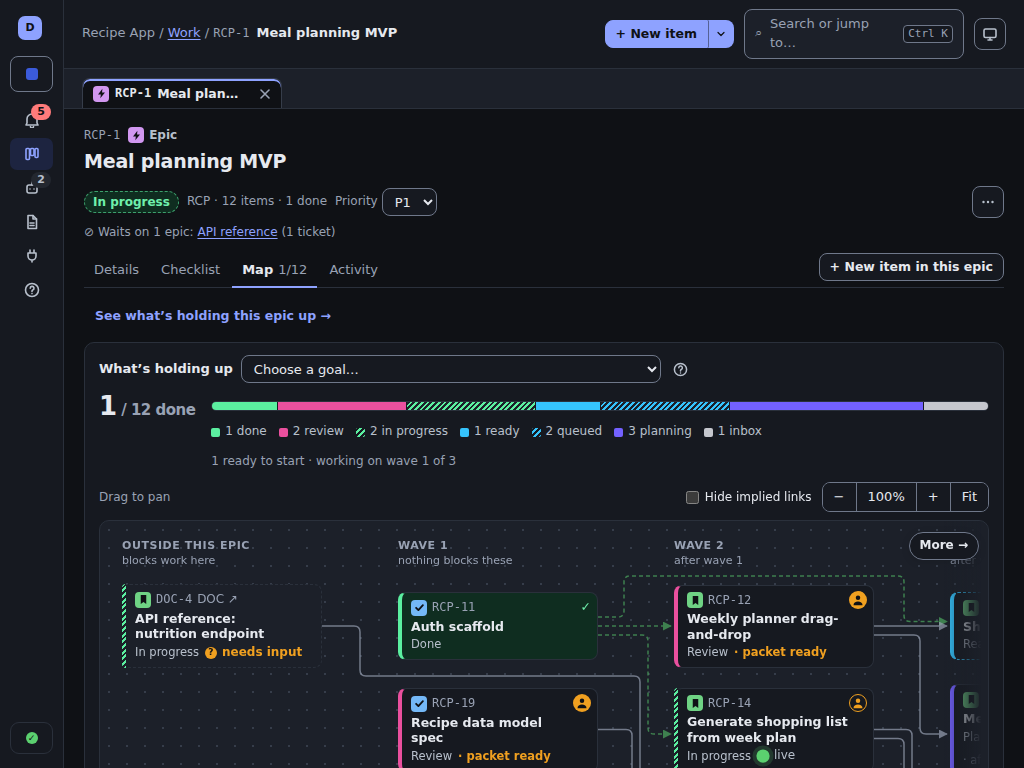 D
Recipe App / Work / RCP-1 Meal planning MVP
+ New item
Search or jump to…
Ctrl K
5
2
RCP-1 Meal plan…
RCP-1 Epic
Meal planning MVP
In progress RCP · 12 items · 1 done Priority P1
⊘ Waits on 1 epic: API reference (1 ticket)
Details Checklist Map 1/12 Activity
+ New item in this epic
See what’s holding this epic up →
What’s holding up Choose a goal…
1 / 12 done
1 done 2 review 2 in progress 1 ready 2 queued 3 planning 1 inbox
1 ready to start · working on wave 1 of 3
Drag to pan
Hide implied links
− 100% + Fit
OUTSIDE THIS EPIC
blocks work here
WAVE 1
nothing blocks these
WAVE 2
after wave 1
More →
after
DOC-4 DOC ↗
API reference: nutrition endpoint
In progress ? needs input
RCP-11 ✓
Auth scaffold
Done
RCP-12
Weekly planner drag-and-drop
Review · packet ready
RCP-19
Recipe data model spec
Review · packet ready
RCP-14
Generate shopping list from week plan
In progress live